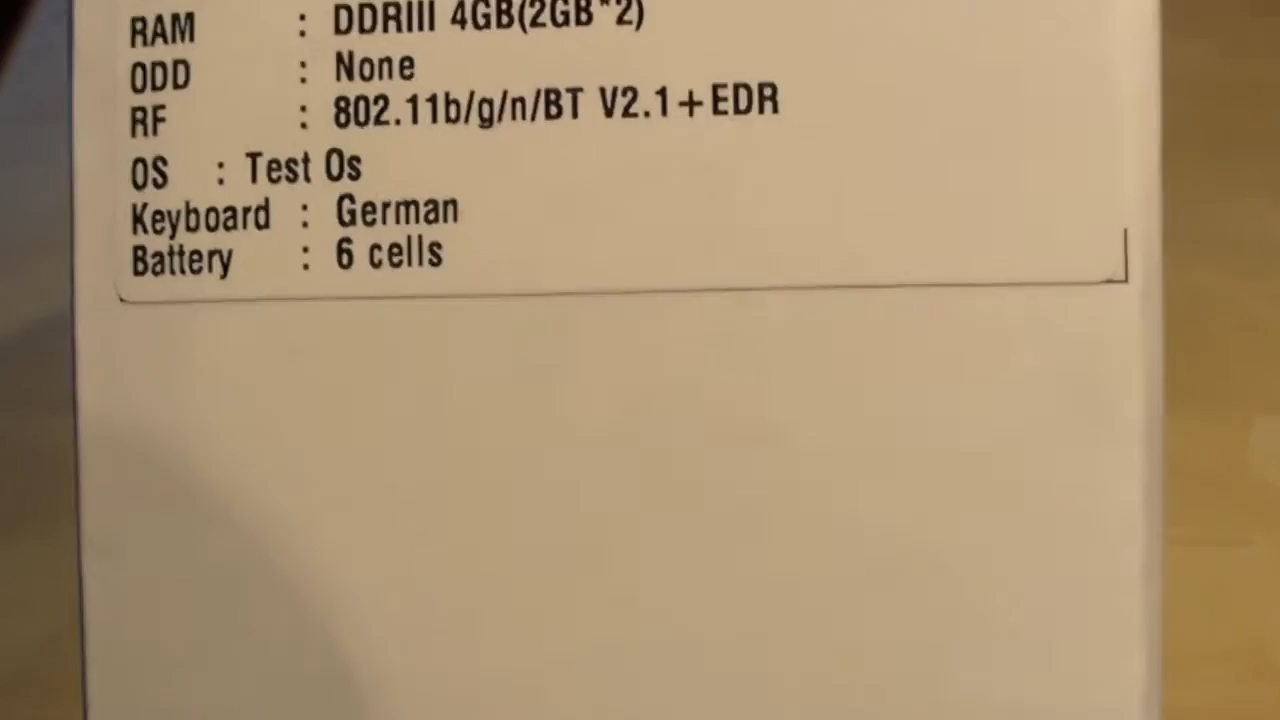 RAM : DDRIII 4GB(2GB*2)
ODD : None
RF : 802.11b/g/n/BT V2.1+EDR
OS : Test Os
Keyboard : German
Battery : 6 cells